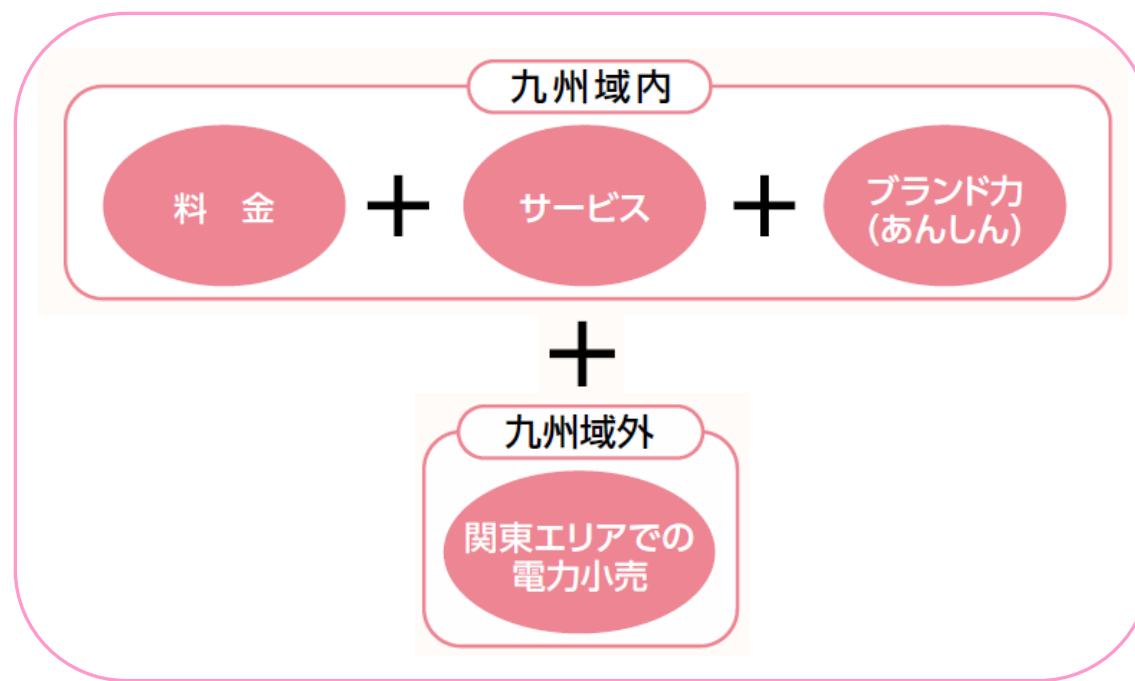 九州域内
料　金
＋
サービス
＋
ブランド力
(あんしん)
＋
九州域外
関東エリアでの
電力小売